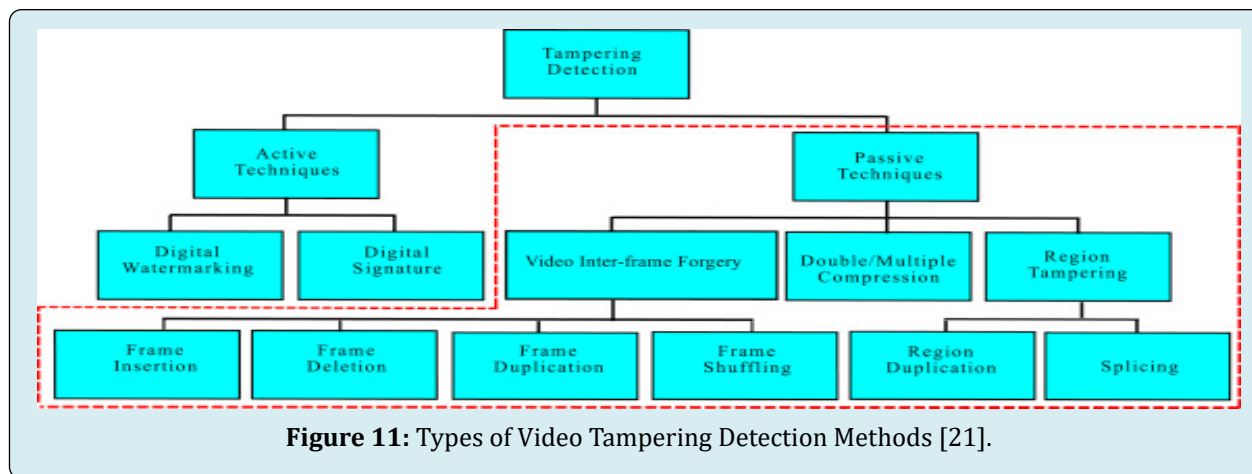 Tampering
Detection
Active
Techniques
Passive
Techniques
Digital
Watermarking
Digital
Signature
Video Inter-frame Forgery
Double/Multiple
Compression
Region
Tampering
Frame
Insertion
Frame
Deletion
Frame
Duplication
Frame
Shuffling
Region
Duplication
Splicing
Figure 11: Types of Video Tampering Detection Methods [21].